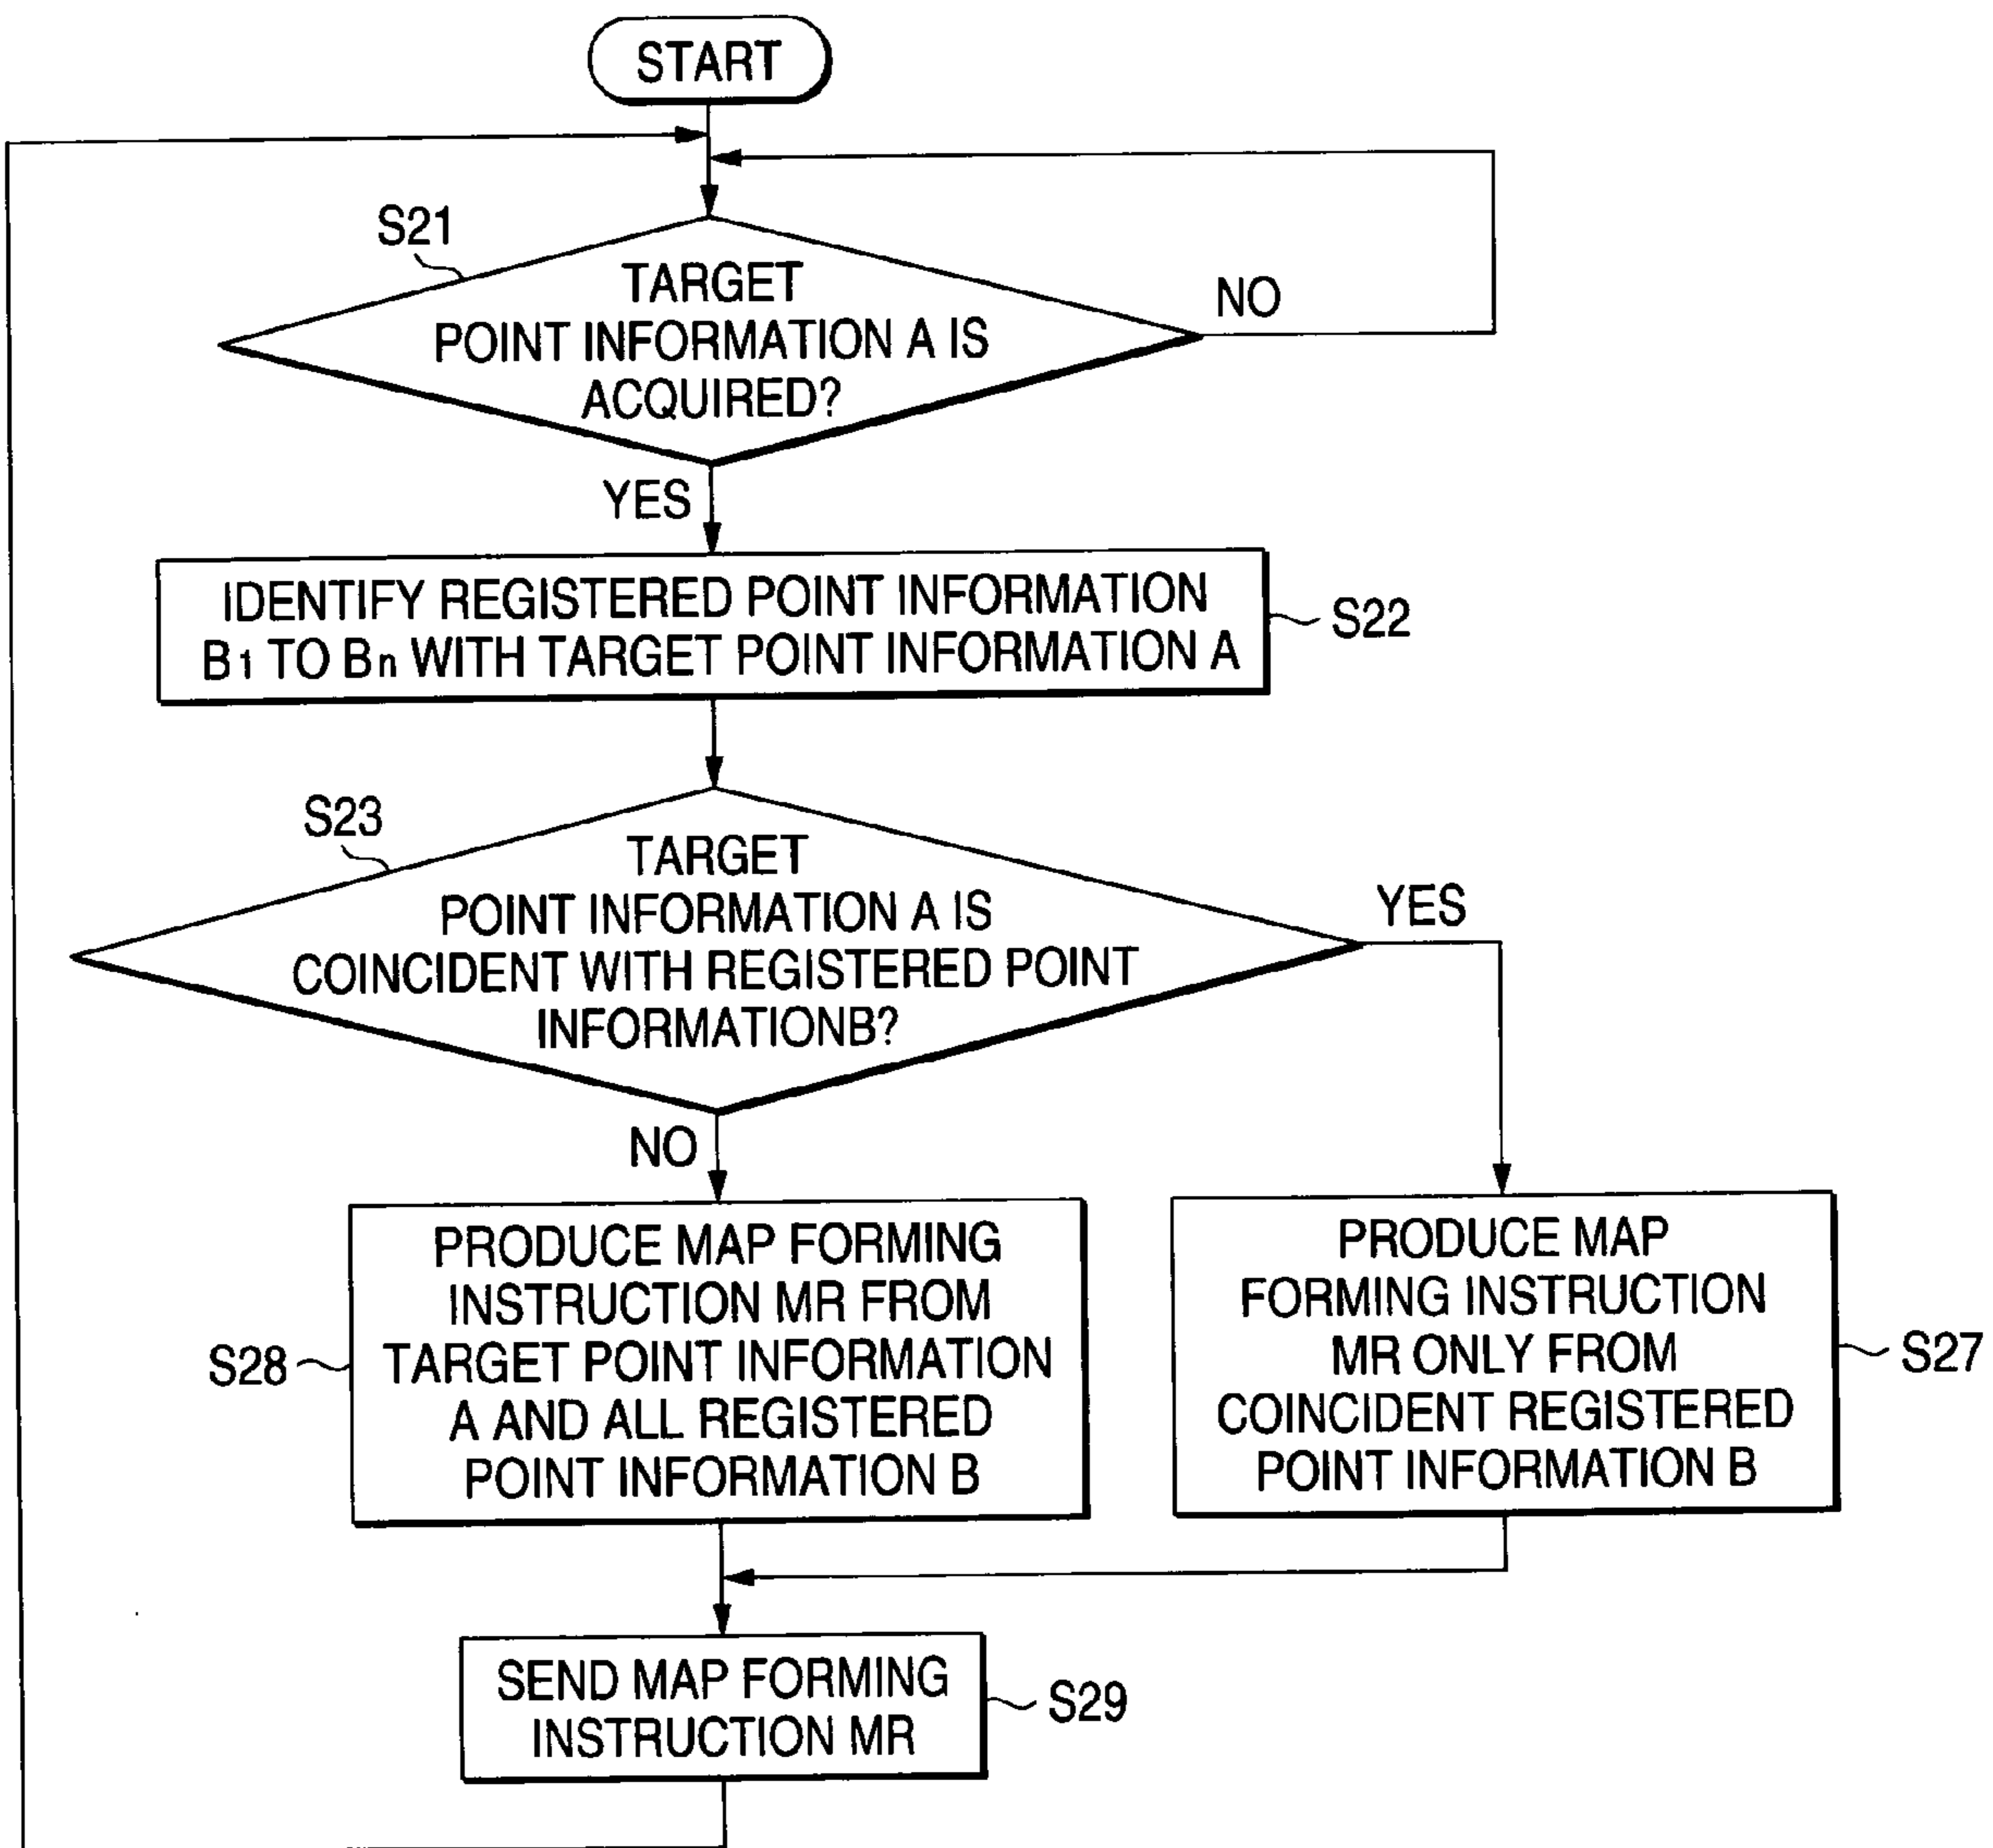 START
S21
TARGET
POINT INFORMATION A IS
ACQUIRED?
NO
YES
IDENTIFY REGISTERED POINT INFORMATION
B1 TO Bn WITH TARGET POINT INFORMATION A
S22
S23
TARGET
POINT INFORMATION A IS
COINCIDENT WITH REGISTERED POINT
INFORMATIONB?
YES
NO
PRODUCE MAP FORMING
INSTRUCTION MR FROM
TARGET POINT INFORMATION
A AND ALL REGISTERED
POINT INFORMATION B
S28
PRODUCE MAP
FORMING INSTRUCTION
MR ONLY FROM
COINCIDENT REGISTERED
POINT INFORMATION B
S27
SEND MAP FORMING
INSTRUCTION MR
S29